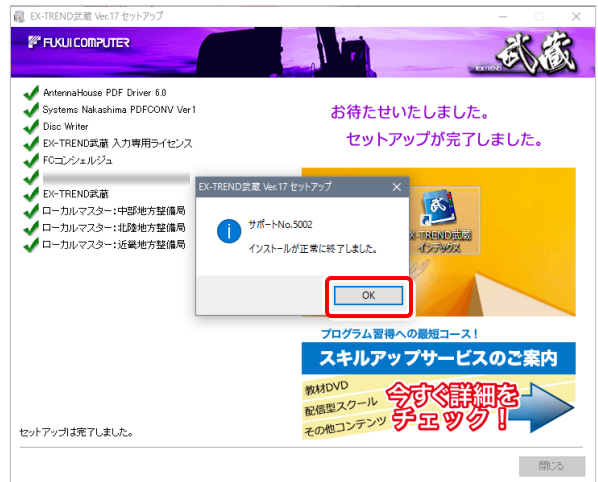 EX-TREND武蔵 Ver.17 セットアップ
FUKUI COMPUTER
EX-TREND 武蔵
AntennaHouse PDF Driver 6.0
Systems Nakashima PDFCONV Ver1
Disc Writer
EX-TREND武蔵 入力専用ライセンス
FCコンシェルジュ
EX-TREND武蔵
ローカルマスター:中部地方整備局
ローカルマスター:北陸地方整備局
ローカルマスター:近畿地方整備局
お待たせいたしました。
セットアップが完了しました。
EX-TREND武蔵 Ver.17 セットアップ
サポートNo.5002
インストールが正常に終了しました。
OK
武蔵
X-TREND武蔵
インデックス
プログラム習得への最短コース!
スキルアップサービスのご案内
教材DVD
配信型スクール
その他コンテンツ
今すぐ詳細を
チェック!
セットアップは完了しました。
閉じる